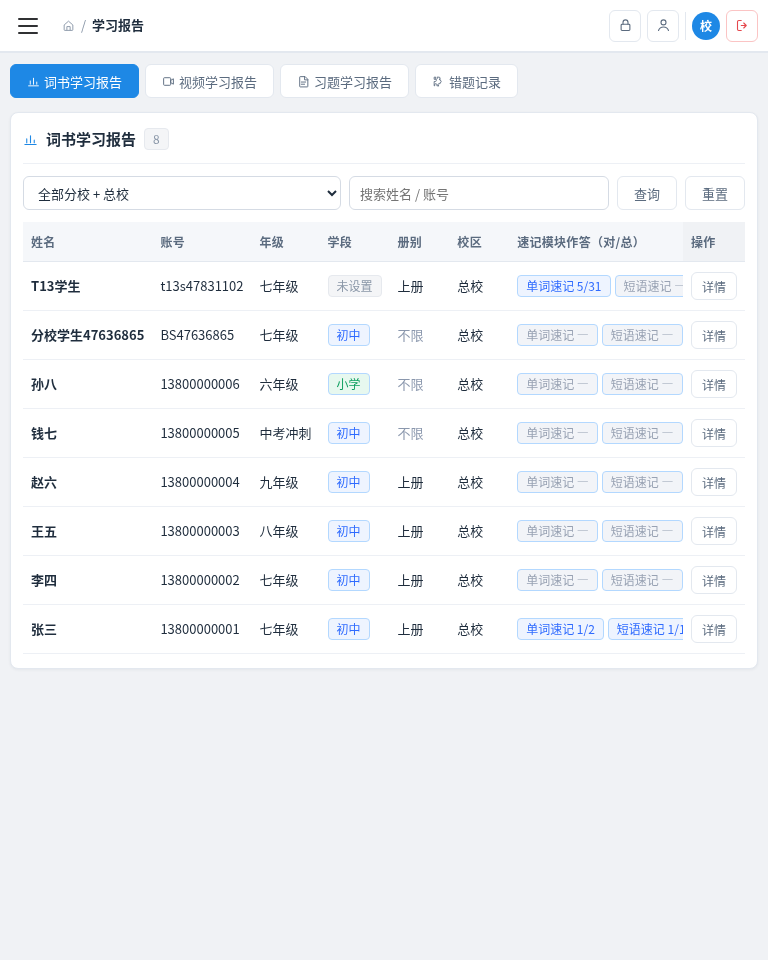 / 学习报告
校
词书学习报告 视频学习报告 习题学习报告 错题记录
词书学习报告 8
全部分校 + 总校 搜索姓名 / 账号 查询 重置
姓名 账号 年级 学段 册别 校区 速记模块作答（对/总） 操作
T13学生 t13s47831102 七年级 未设置 上册 总校 单词速记 5/31 短语速记 — 详情
分校学生47636865 BS47636865 七年级 初中 不限 总校 单词速记 — 短语速记 — 详情
孙八 13800000006 六年级 小学 不限 总校 单词速记 — 短语速记 — 详情
钱七 13800000005 中考冲刺 初中 不限 总校 单词速记 — 短语速记 — 详情
赵六 13800000004 九年级 初中 上册 总校 单词速记 — 短语速记 — 详情
王五 13800000003 八年级 初中 上册 总校 单词速记 — 短语速记 — 详情
李四 13800000002 七年级 初中 上册 总校 单词速记 — 短语速记 — 详情
张三 13800000001 七年级 初中 上册 总校 单词速记 1/2 短语速记 1/1 详情